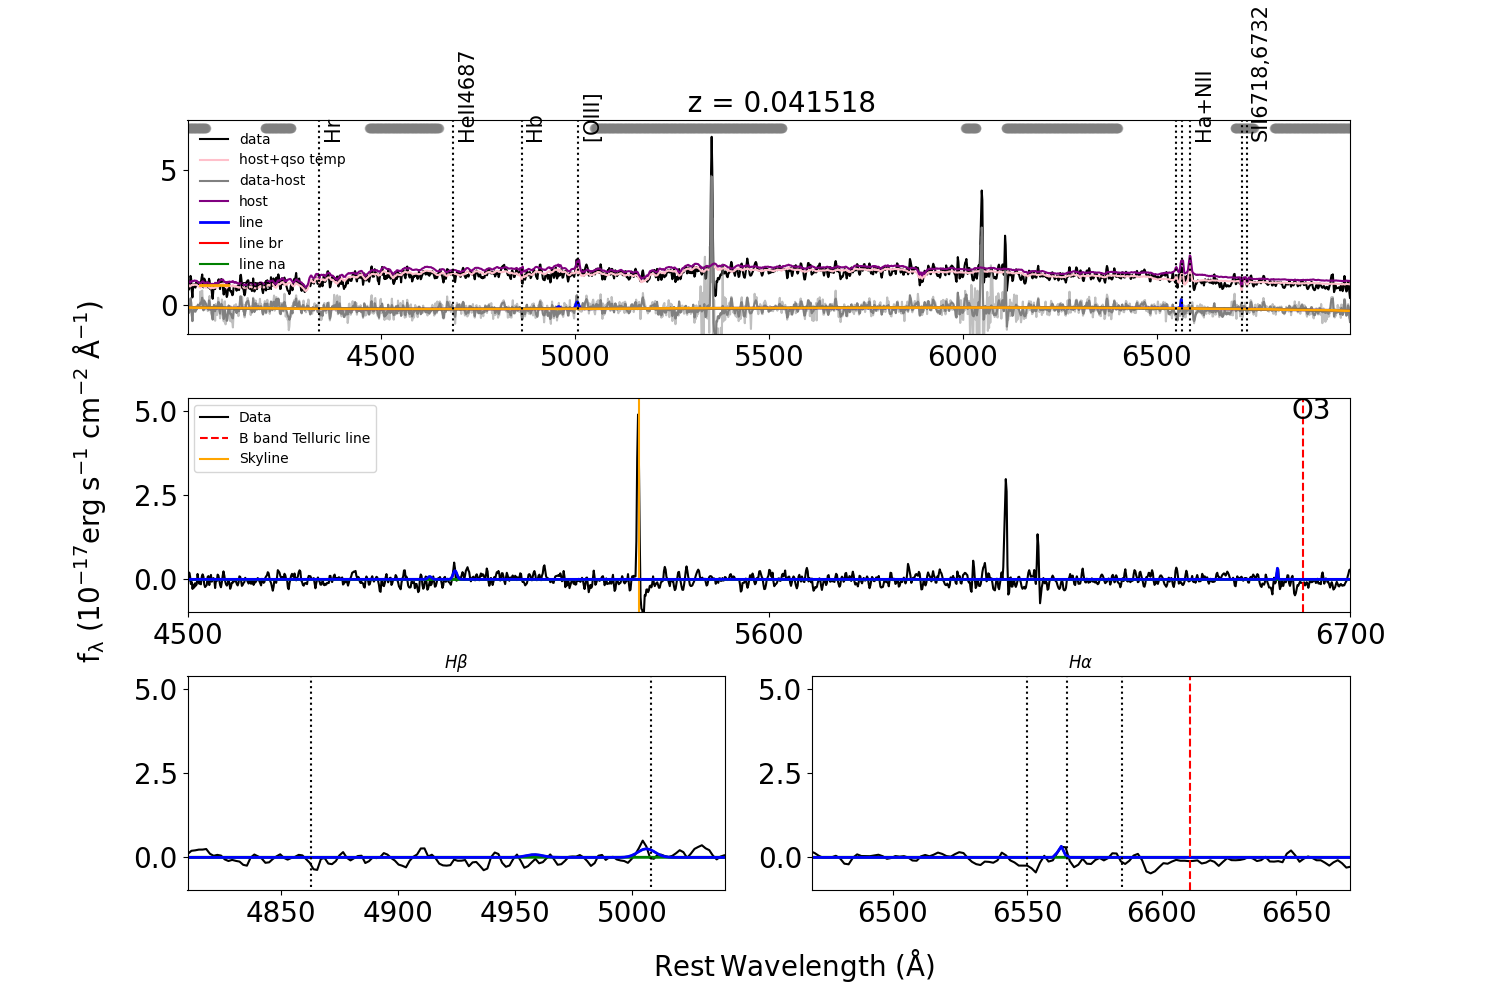 z = 0.041518
Hr
HeII4687
Hb
[OIII]
Ha+NII
SII6718,6732
data
host+qso temp
data-host
host
line
line br
line na
5
0
4500
5000
5500
6000
6500
fλ (10⁻¹⁷erg s⁻¹ cm⁻² Å⁻¹)
O3
Data
B band Telluric line
Skyline
5.0
2.5
0.0
4500
5600
6700
Hβ
5.0
2.5
0.0
4850
4900
4950
5000
Hα
5.0
2.5
0.0
6500
6550
6600
6650
Rest Wavelength (Å)